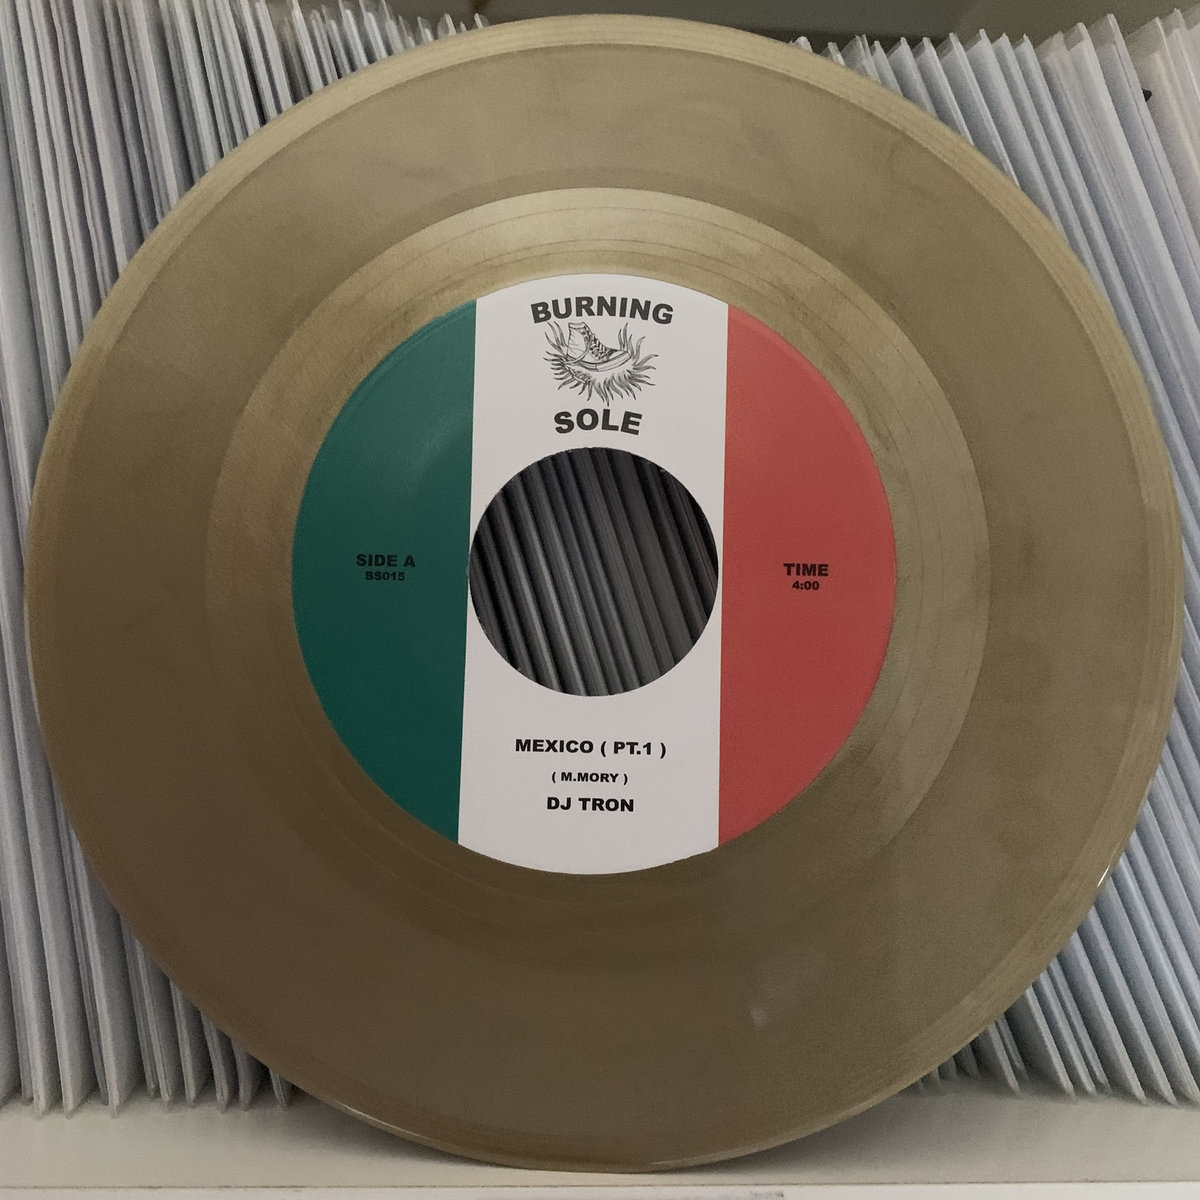 BURNING
SOLE
SIDE A
BS015
TIME
4:00
MEXICO ( PT.1 )
( M.MORY )
DJ TRON